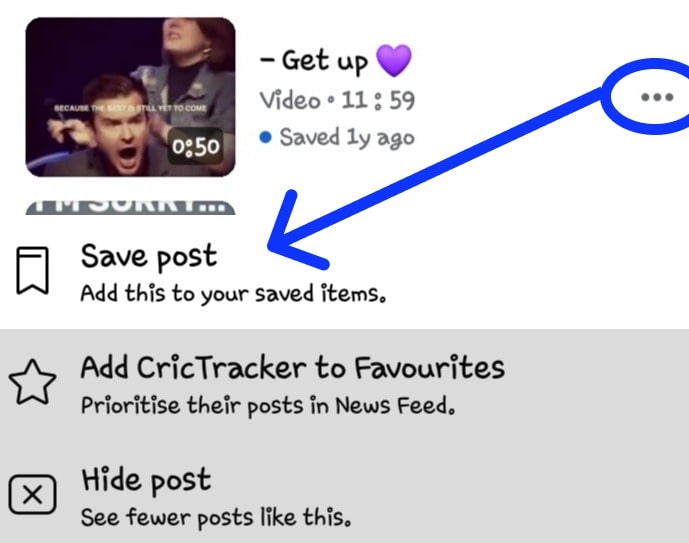 – Get up 💜
BECAUSE THE BEST IS STILL YET TO COME
Video • 11:59
0:50
• Saved 1y ago
I'M SORRY...
Save post
Add this to your saved items.
Add CricTracker to Favourites
Prioritise their posts in News Feed.
Hide post
See fewer posts like this.